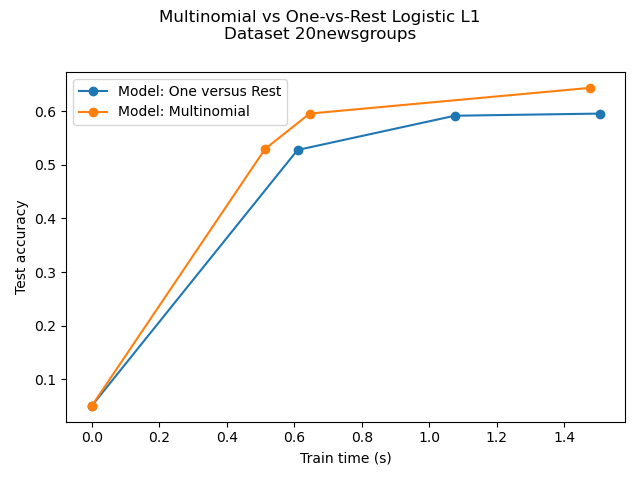 Multinomial vs One-vs-Rest Logistic L1
Dataset 20newsgroups
Model: One versus Rest
Model: Multinomial
Test accuracy
0.6
0.5
0.4
0.3
0.2
0.1
0.0 0.2 0.4 0.6 0.8 1.0 1.2 1.4
Train time (s)